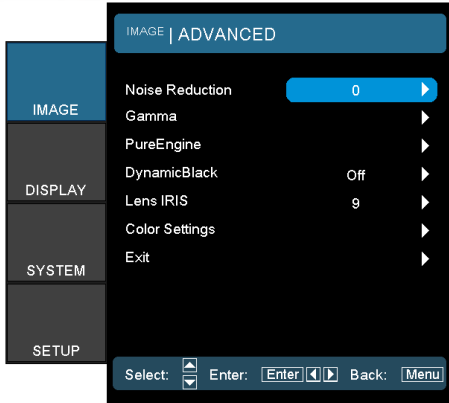 IMAGE | ADVANCED
IMAGE
DISPLAY
SYSTEM
SETUP
Noise Reduction 0
Gamma
PureEngine
DynamicBlack Off
Lens IRIS 9
Color Settings
Exit
Select: Enter: Enter Back: Menu